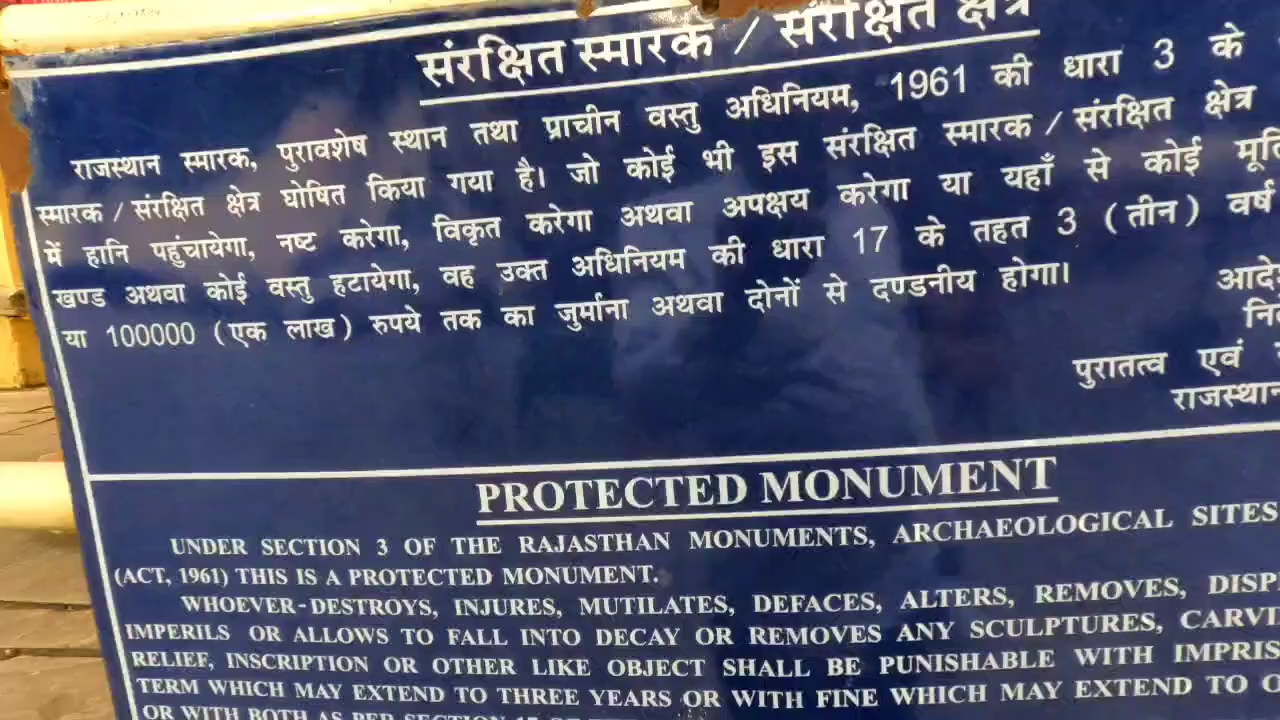 संरक्षित स्मारक / संरक्षित क्षेत्र
राजस्थान स्मारक, पुरावशेष स्थान तथा प्राचीन वस्तु अधिनियम, 1961 की धारा 3 के
स्मारक / संरक्षित क्षेत्र घोषित किया गया है। जो कोई भी इस संरक्षित स्मारक / संरक्षित क्षेत्र
में हानि पहुंचायेगा, नष्ट करेगा, विकृत करेगा अथवा अपक्षय करेगा या यहाँ से कोई
खण्ड अथवा कोई वस्तु हटायेगा, वह उक्त अधिनियम की धारा 17 के तहत 3 (तीन) वर्ष
या 100000 (एक लाख) रुपये तक का जुर्माना अथवा दोनों से दण्डनीय होगा।
पुरातत्व एवं
राजस्थान
PROTECTED MONUMENT
UNDER SECTION 3 OF THE RAJASTHAN MONUMENTS, ARCHAEOLOGICAL SITES
(ACT, 1961) THIS IS A PROTECTED MONUMENT.
WHOEVER-DESTROYS, INJURES, MUTILATES, DEFACES, ALTERS, REMOVES,
IMPERILS OR ALLOWS TO FALL INTO DECAY OR REMOVES ANY SCULPTURES,
RELIEF, INSCRIPTION OR OTHER LIKE OBJECT SHALL BE PUNISHABLE WITH
TERM WHICH MAY EXTEND TO THREE YEARS OR WITH FINE WHICH MAY EXTEND TO
OR WITH BOTH AS PER SECTION